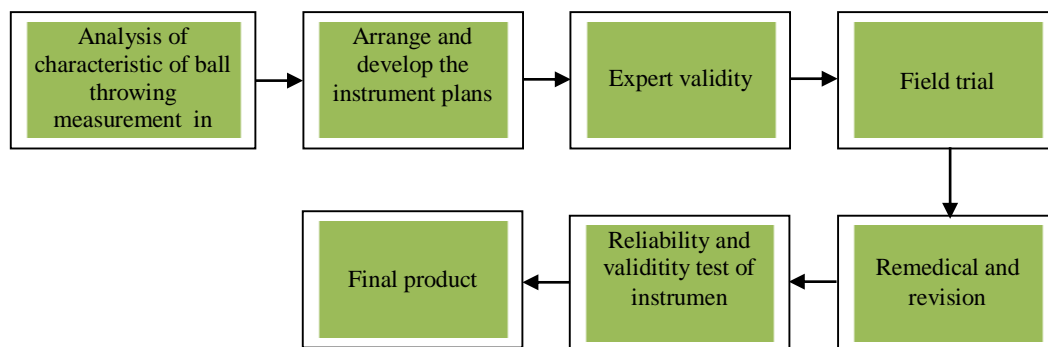 Analysis of
characteristic of ball
throwing
measurement in
Arrange and
develop the
instrument plans
Expert validity
Field trial
Remedical and
revision
Reliability and
validitity test of
instrumen
Final product